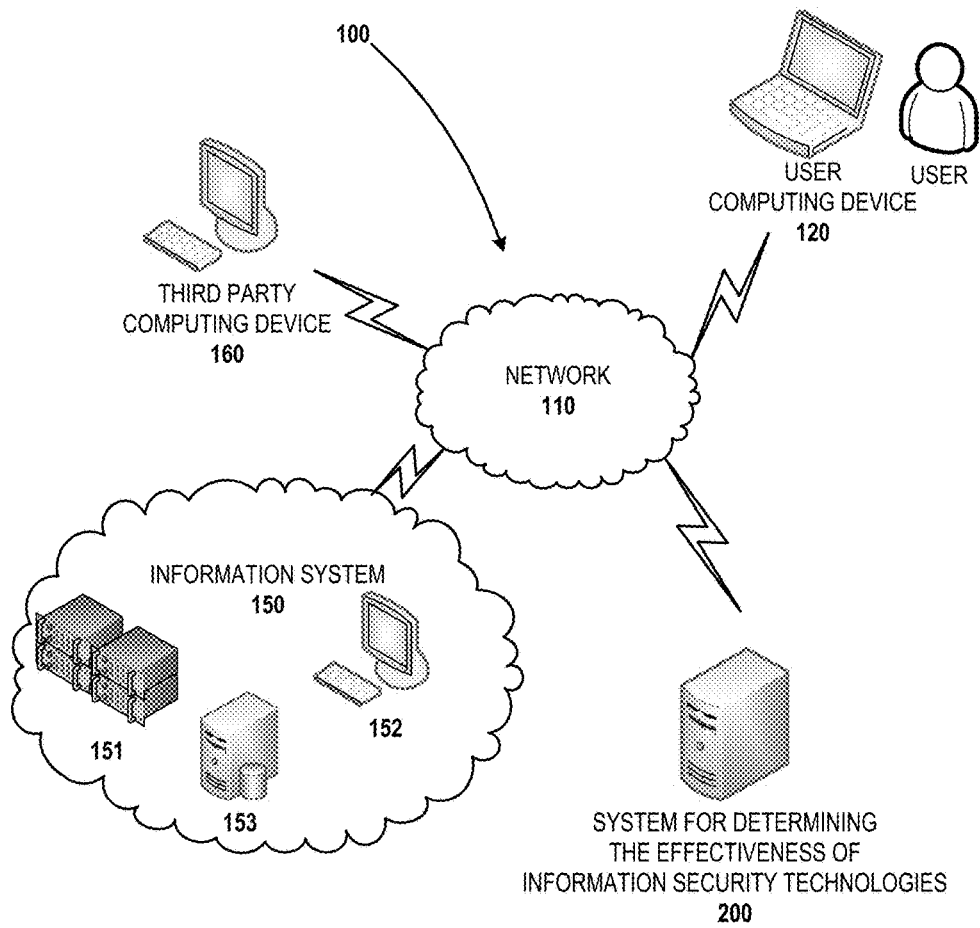 100
USER
COMPUTING DEVICE
120
USER
THIRD PARTY
COMPUTING DEVICE
160
NETWORK
110
INFORMATION SYSTEM
150
151
152
153
SYSTEM FOR DETERMINING
THE EFFECTIVENESS OF
INFORMATION SECURITY TECHNOLOGIES
200